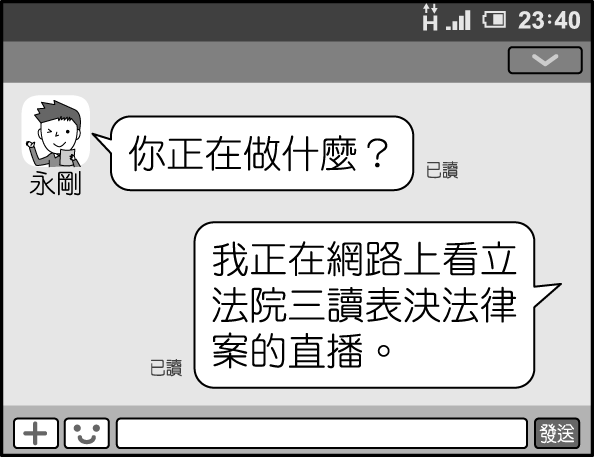 H 23:40
你正在做什麼？
已讀
永剛
我正在網路上看立
法院三讀表決法律
案的直播。
已讀
發送